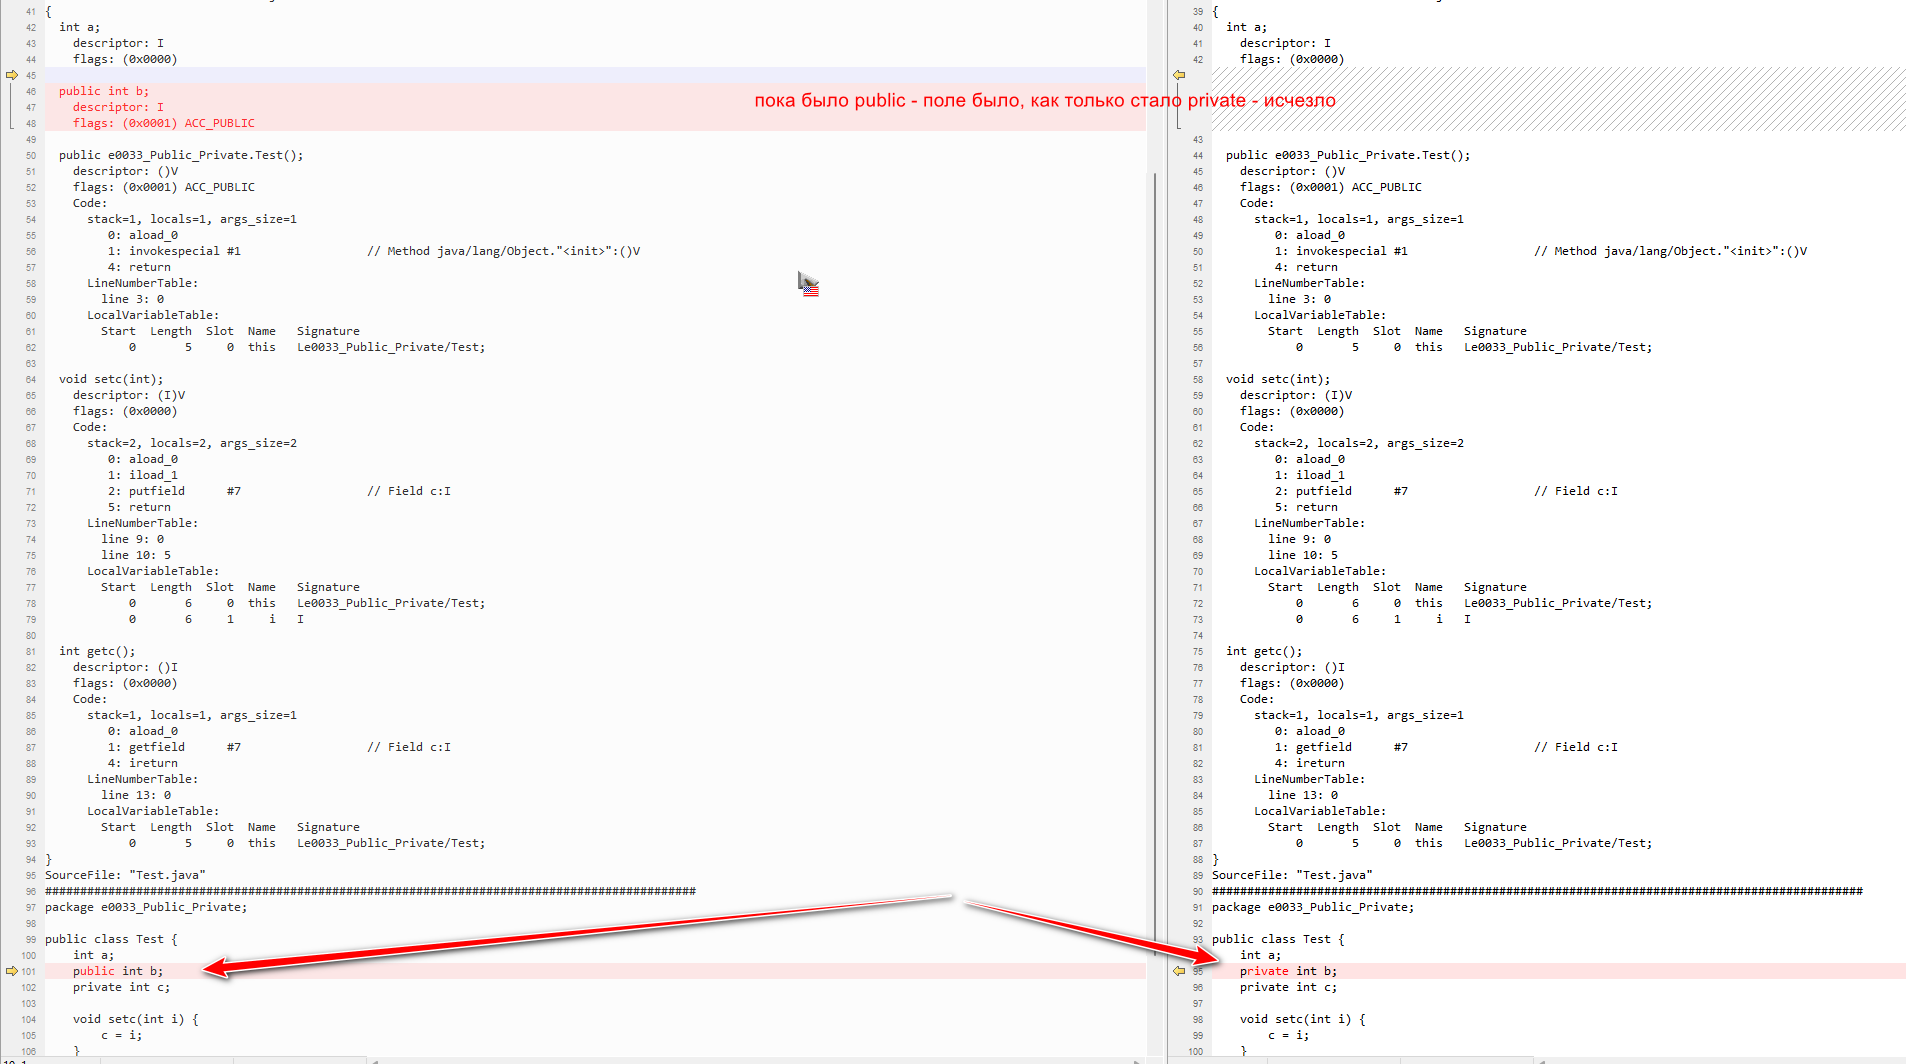 41 {
42   int a;
43     descriptor: I
44     flags: (0x0000)
45
46   public int b;
47     descriptor: I
48     flags: (0x0001) ACC_PUBLIC
49
50   public e0033_Public_Private.Test();
51     descriptor: ()V
52     flags: (0x0001) ACC_PUBLIC
53     Code:
54       stack=1, locals=1, args_size=1
55          0: aload_0
56          1: invokespecial #1                  // Method java/lang/Object."<init>":()V
57          4: return
58       LineNumberTable:
59         line 3: 0
60       LocalVariableTable:
61         Start  Length  Slot  Name   Signature
62             0       5     0  this   Le0033_Public_Private/Test;
63
64   void setc(int);
65     descriptor: (I)V
66     flags: (0x0000)
67     Code:
68       stack=2, locals=2, args_size=2
69          0: aload_0
70          1: iload_1
71          2: putfield      #7                  // Field c:I
72          5: return
73       LineNumberTable:
74         line 9: 0
75         line 10: 5
76       LocalVariableTable:
77         Start  Length  Slot  Name   Signature
78             0       6     0  this   Le0033_Public_Private/Test;
79             0       6     1     i   I
80
81   int getc();
82     descriptor: ()I
83     flags: (0x0000)
84     Code:
85       stack=1, locals=1, args_size=1
86          0: aload_0
87          1: getfield      #7                  // Field c:I
88          4: ireturn
89       LineNumberTable:
90         line 13: 0
91       LocalVariableTable:
92         Start  Length  Slot  Name   Signature
93             0       5     0  this   Le0033_Public_Private/Test;
94 }
95 SourceFile: "Test.java"
96 #############################################################################################
97 package e0033_Public_Private;
98
99 public class Test {
100     int a;
101     public int b;
102     private int c;
103
104     void setc(int i) {
105         c = i;
106     }
пока было public - поле было, как только стало private - исчезло
39 {
40   int a;
41     descriptor: I
42     flags: (0x0000)
43
44   public e0033_Public_Private.Test();
45     descriptor: ()V
46     flags: (0x0001) ACC_PUBLIC
47     Code:
48       stack=1, locals=1, args_size=1
49          0: aload_0
50          1: invokespecial #1                  // Method java/lang/Object."<init>":()V
51          4: return
52       LineNumberTable:
53         line 3: 0
54       LocalVariableTable:
55         Start  Length  Slot  Name   Signature
56             0       5     0  this   Le0033_Public_Private/Test;
57
58   void setc(int);
59     descriptor: (I)V
60     flags: (0x0000)
61     Code:
62       stack=2, locals=2, args_size=2
63          0: aload_0
64          1: iload_1
65          2: putfield      #7                  // Field c:I
66          5: return
67       LineNumberTable:
68         line 9: 0
69         line 10: 5
70       LocalVariableTable:
71         Start  Length  Slot  Name   Signature
72             0       6     0  this   Le0033_Public_Private/Test;
73             0       6     1     i   I
74
75   int getc();
76     descriptor: ()I
77     flags: (0x0000)
78     Code:
79       stack=1, locals=1, args_size=1
80          0: aload_0
81          1: getfield      #7                  // Field c:I
82          4: ireturn
83       LineNumberTable:
84         line 13: 0
85       LocalVariableTable:
86         Start  Length  Slot  Name   Signature
87             0       5     0  this   Le0033_Public_Private/Test;
88 }
89 SourceFile: "Test.java"
90 #############################################################################################
91 package e0033_Public_Private;
92
93 public class Test {
    int a;
95     private int b;
96     private int c;
97
98     void setc(int i) {
99         c = i;
100     }